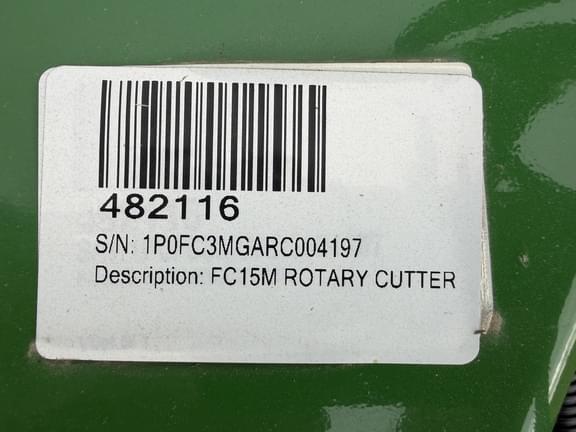 482116
S/N: 1P0FC3MGARC004197
Description: FC15M ROTARY CUTTER